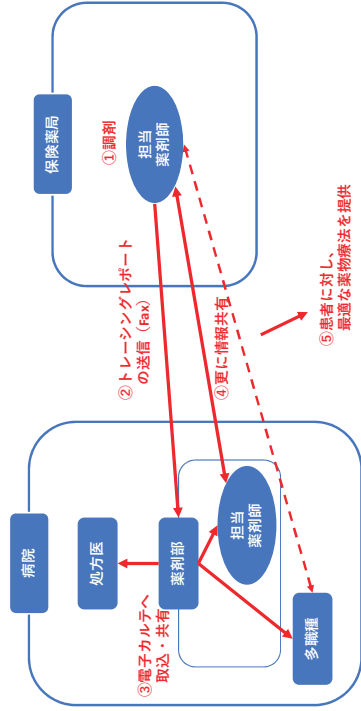 病院
処方医
③電子カルテへ
取込・共有
薬剤部
担当
薬剤師
多職種
②トレーシングレポート
の送信（Fax）
④更に情報共有
保険薬局
①調剤
担当
薬剤師
⑤患者に対し、
最適な薬物療法を提供